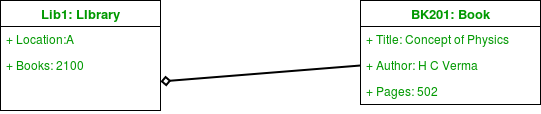 Lib1: LIbrary
+ Location:A
+ Books: 2100
BK201: Book
+ Title: Concept of Physics
+ Author: H C Verma
+ Pages: 502